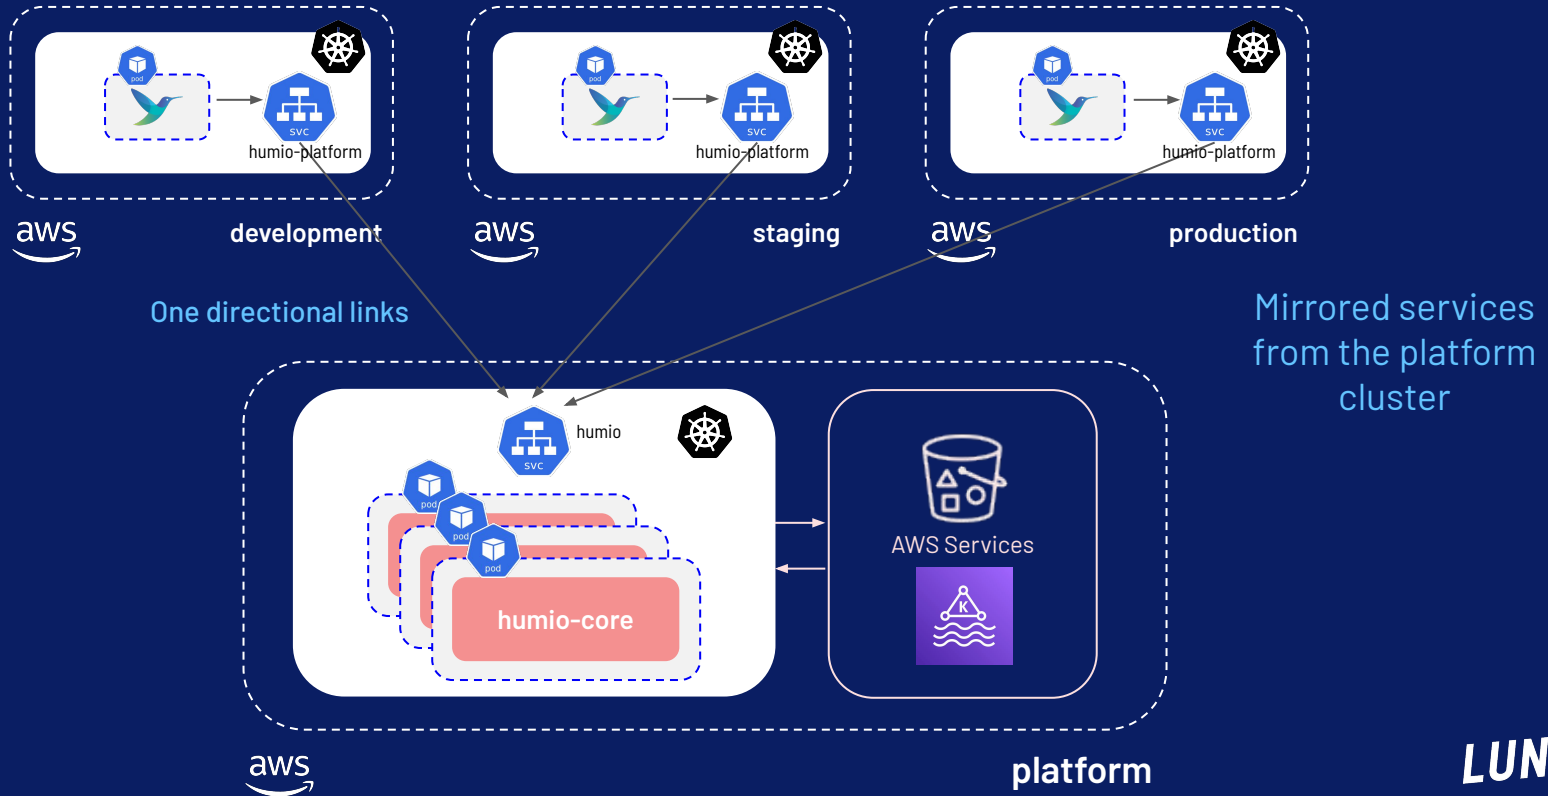 pod
svc
humio-platform
pod
svc
humio-platform
pod
svc
humio-platform
aws
development
aws
staging
aws
production
One directional links
Mirrored services
from the platform
cluster
svc
humio
pod
pod
pod
humio-core
AWS Services
K
aws
platform
LUN